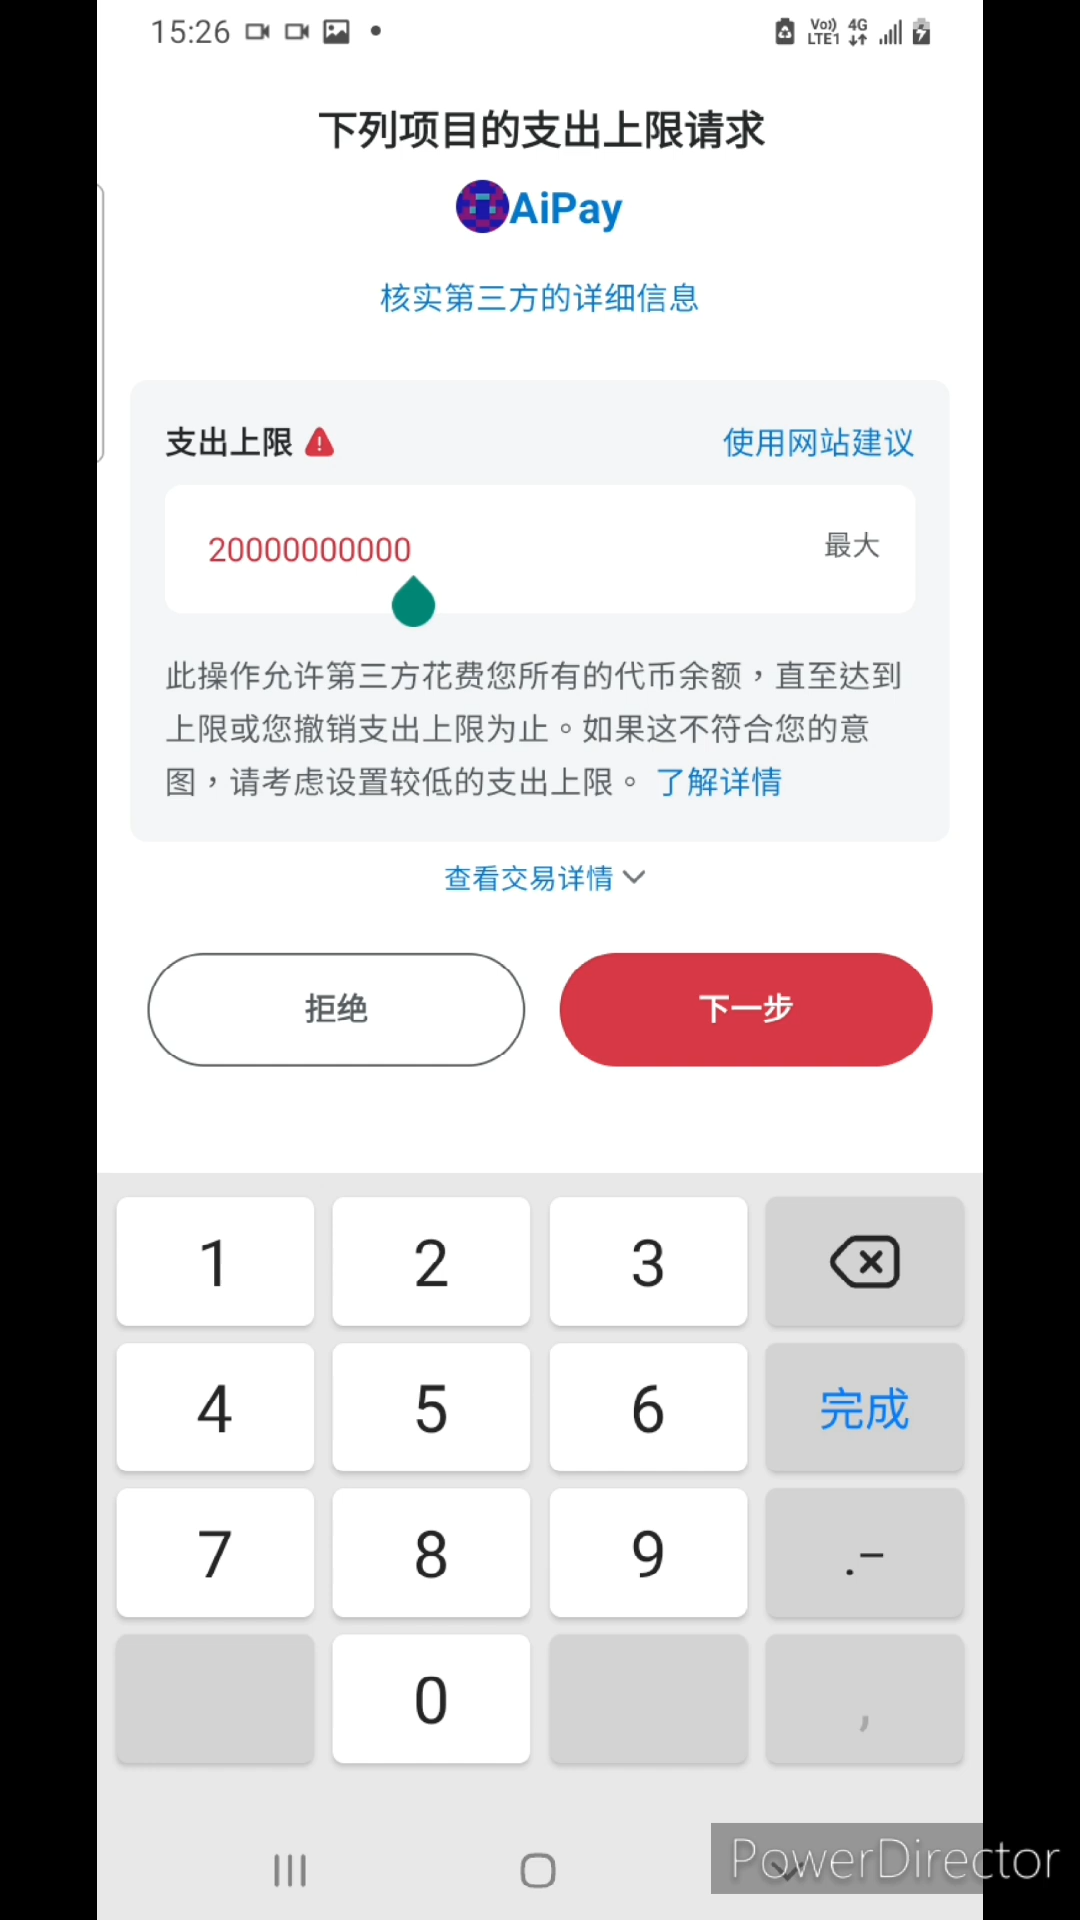 15:26
Vo)) LTE1 4G
下列项目的支出上限请求
AiPay
核实第三方的详细信息
支出上限
使用网站建议
20000000000
最大
此操作允许第三方花费您所有的代币余额，直至达到
上限或您撤销支出上限为止。如果这不符合您的意
图，请考虑设置较低的支出上限。 了解详情
查看交易详情
拒绝
下一步
1 2 3
4 5 6 完成
7 8 9 .-
0 ,
PowerDirector